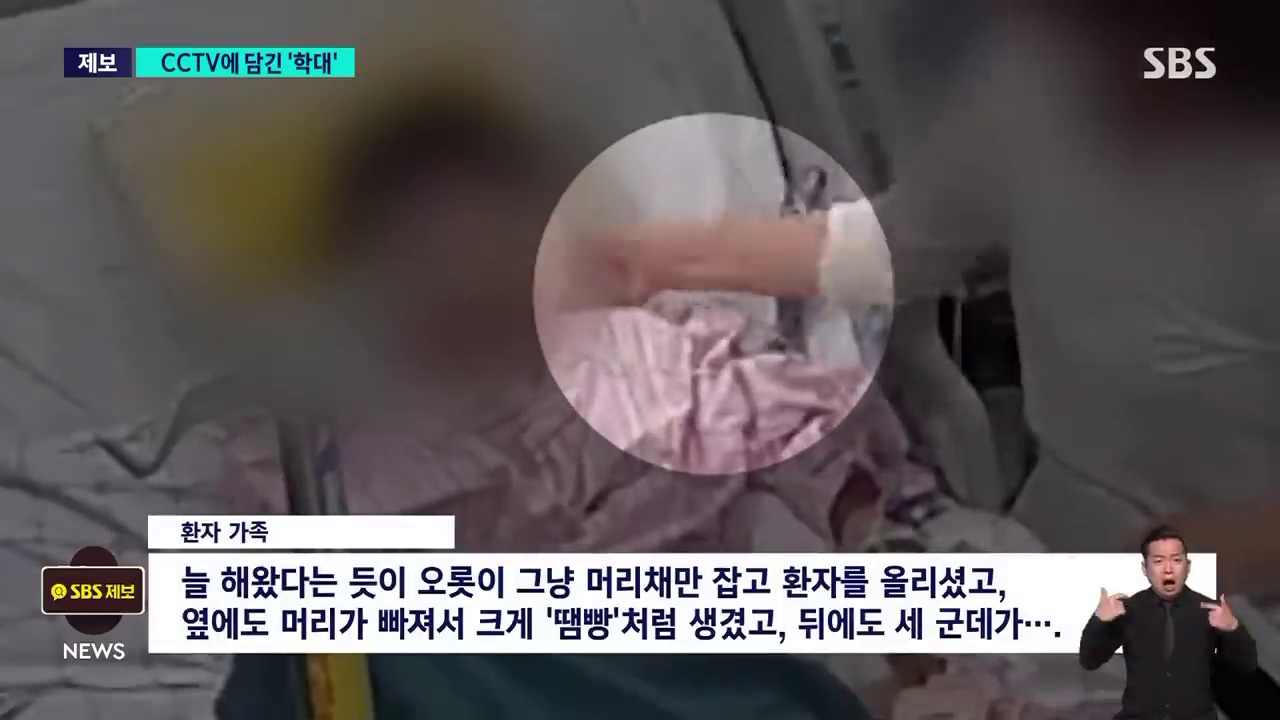 제보 CCTV에 담긴 '학대'
SBS
환자 가족
늘 해왔다는 듯이 오롯이 그냥 머리채만 잡고 환자를 올리셨고,
옆에도 머리가 빠져서 크게 '땜빵'처럼 생겼고, 뒤에도 세 군데가….
SBS 제보
NEWS